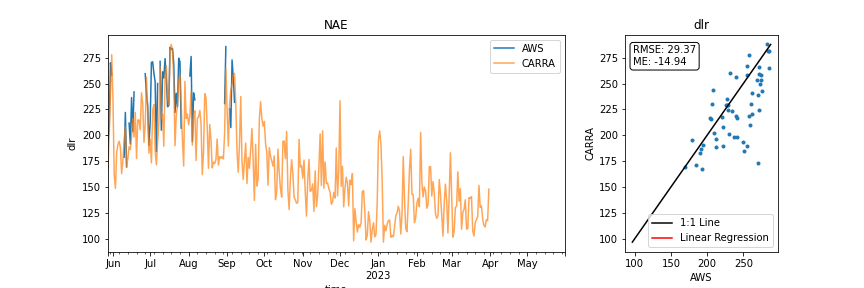 NAE
dlr
AWS
CARRA
275
250
225
200
175
150
125
100
dlr
Jun Jul Aug Sep Oct Nov Dec Jan Feb Mar Apr May
2023
time
dlr
RMSE: 29.37
ME: -14.94
275
250
225
200
175
150
125
100
CARRA
1:1 Line
Linear Regression
100 150 200 250
AWS